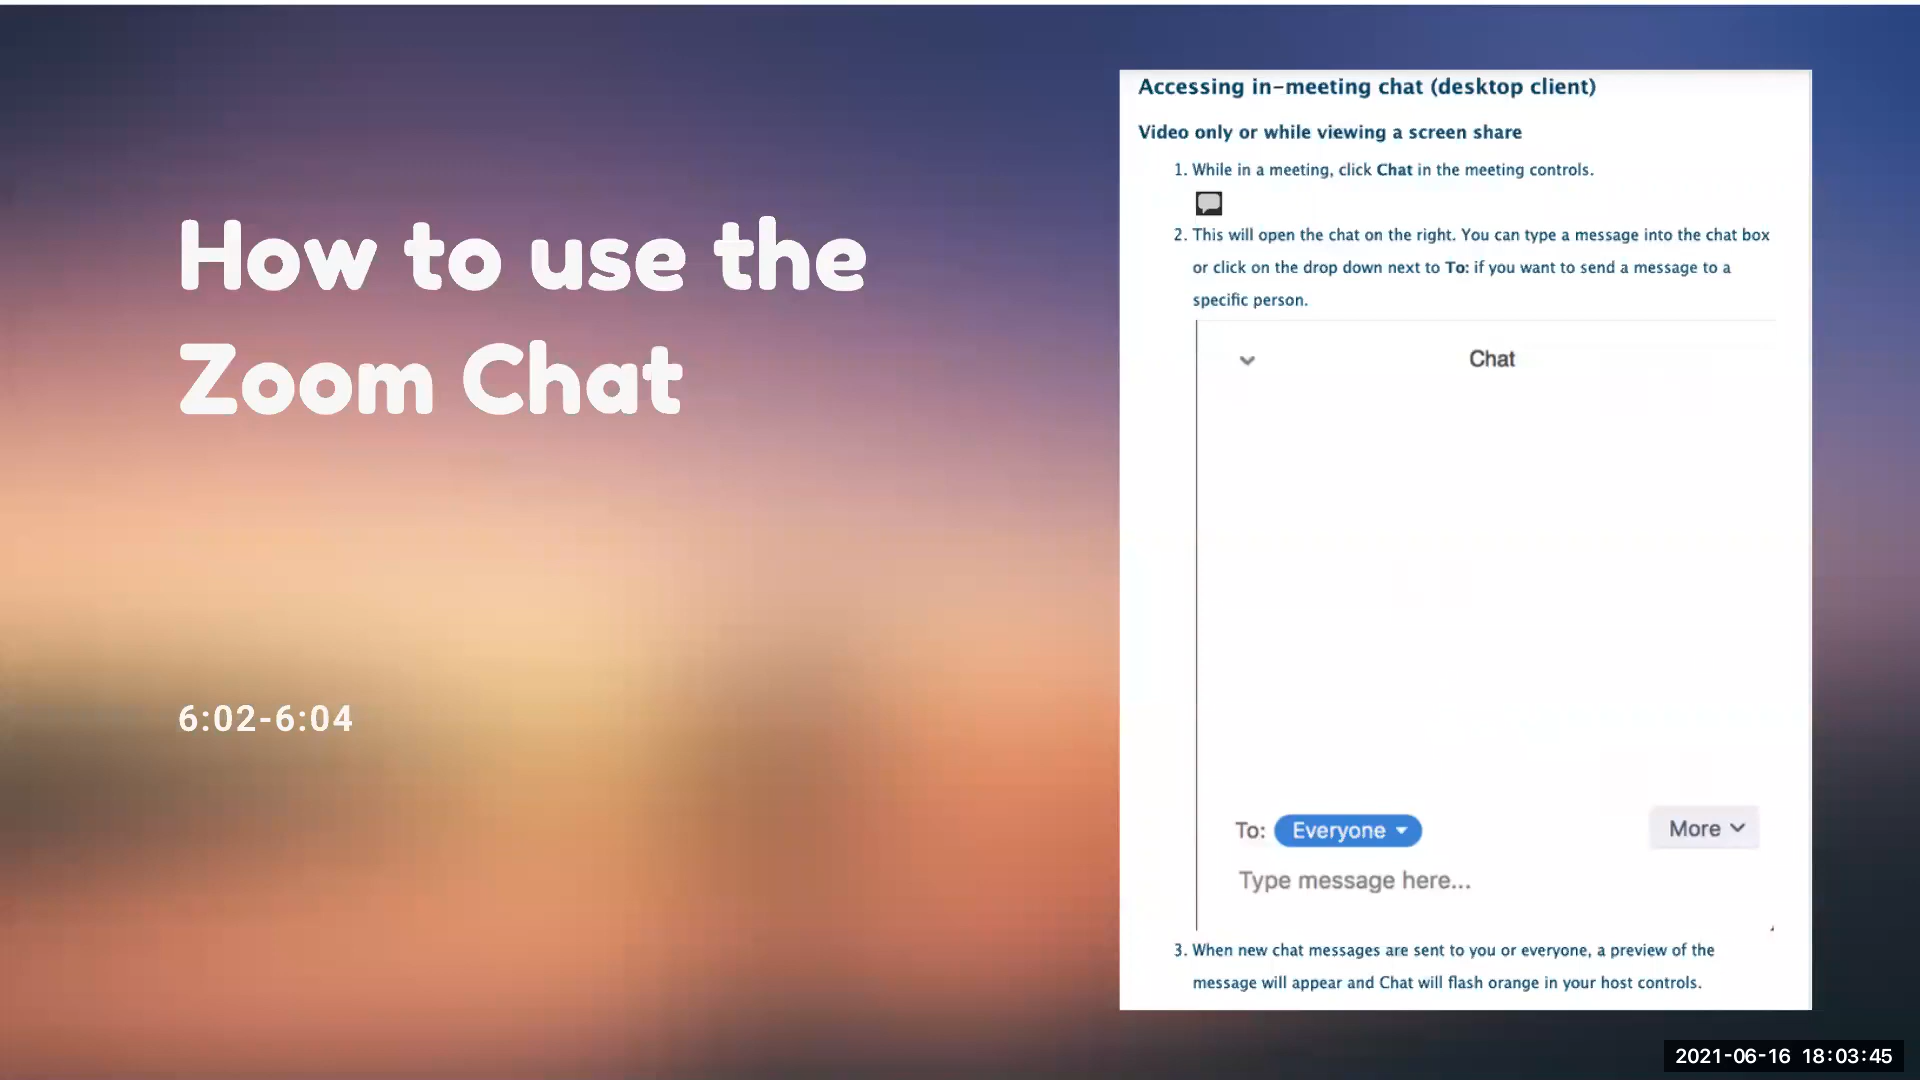 How to use the
Zoom Chat
6:02-6:04
Accessing in-meeting chat (desktop client)
Video only or while viewing a screen share
1. While in a meeting, click Chat in the meeting controls.
2. This will open the chat on the right. You can type a message into the chat box
or click on the drop down next to To: if you want to send a message to a
specific person.
Chat
To: Everyone
More
Type message here...
3. When new chat messages are sent to you or everyone, a preview of the
message will appear and Chat will flash orange in your host controls.
2021-06-16 18:03:45